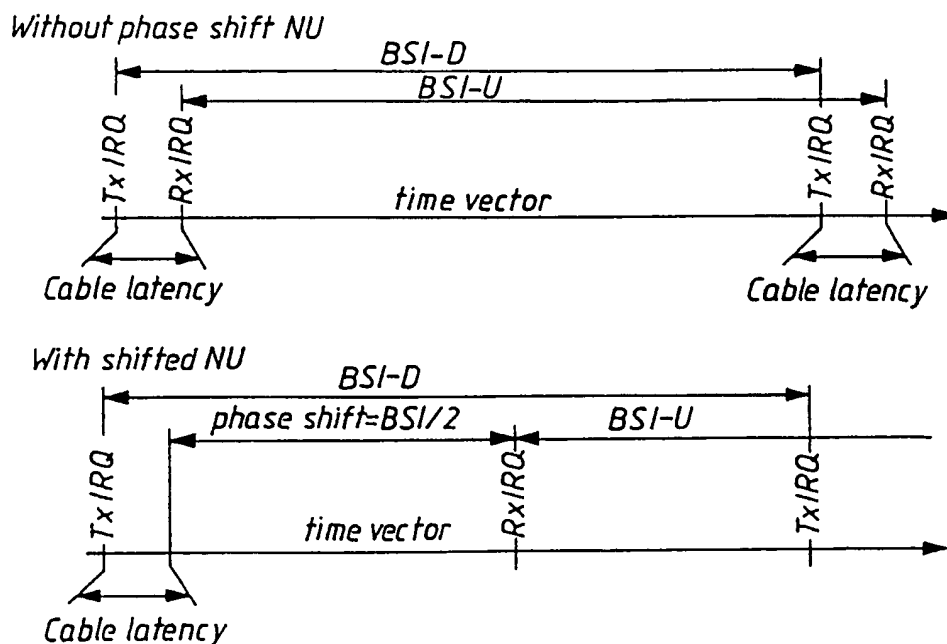 Without phase shift NU
BSI-D
BSI-U
TxIRQ
RxIRQ
time vector
TxIRQ
RxIRQ
Cable latency
Cable latency
With shifted NU
BSI-D
phase shift=BSI/2
BSI-U
TxIRQ
time vector
RxIRQ
TxIRQ
Cable latency